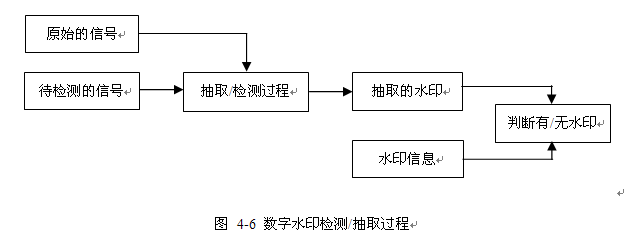 原始的信号
待检测的信号
抽取/检测过程
抽取的水印
判断有/无水印
水印信息
图 4-6 数字水印检测/抽取过程